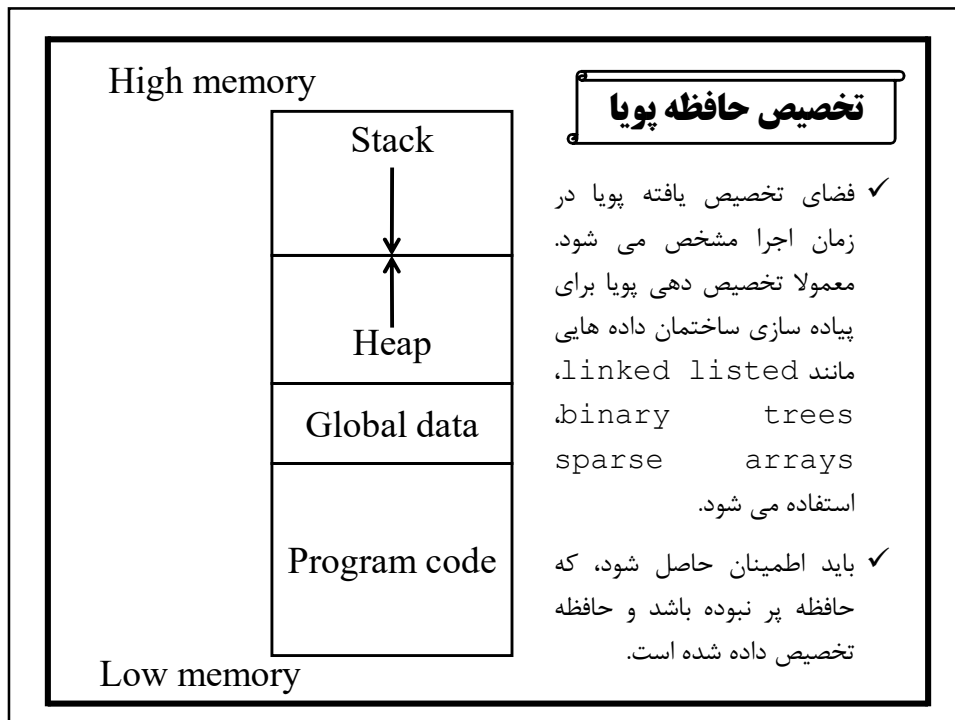 High memory
Stack
Heap
Global data
Program code
Low memory
تخصیص حافظه پویا
✓ فضای تخصیص یافته پویا در
زمان اجرا مشخص می شود.
معمولا تخصیص دهی پویا برای
پیاده سازی ساختمان داده هایی
مانند linked listed،
binary trees،
sparse arrays
استفاده می شود.
✓ باید اطمینان حاصل شود، که
حافظه پر نبوده باشد و حافظه
تخصیص داده شده است.